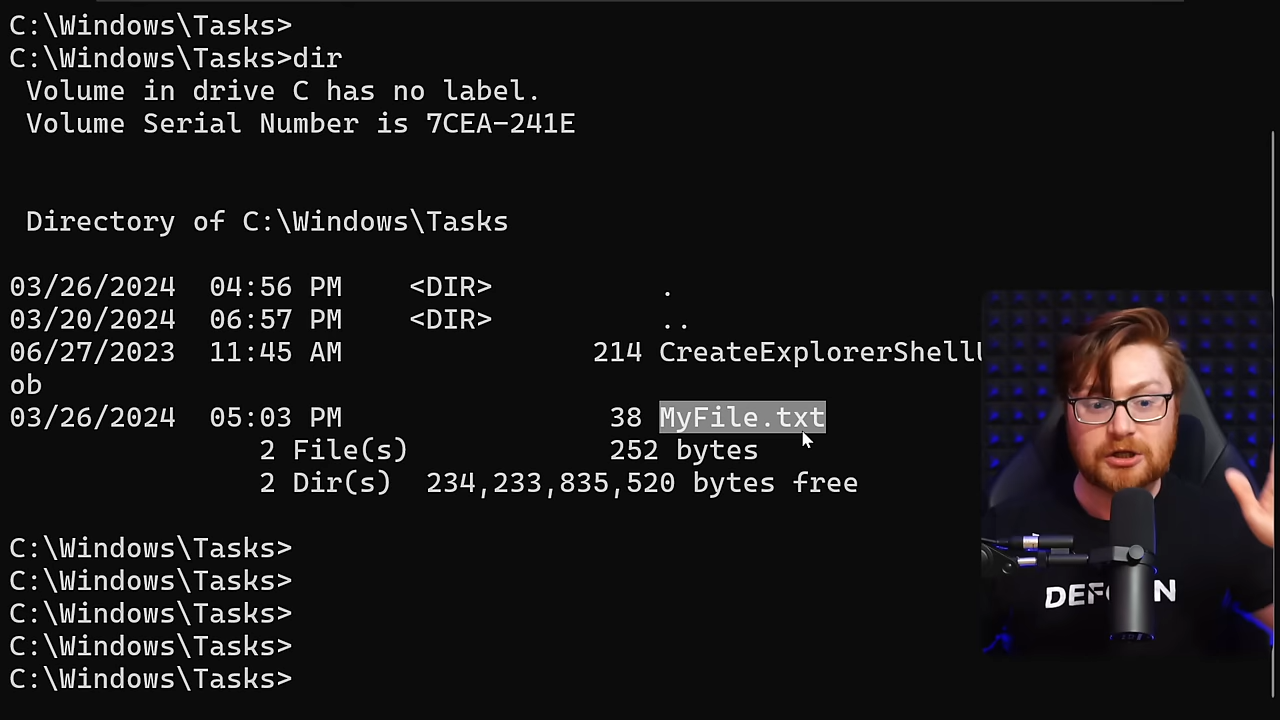 C:\Windows\Tasks>
C:\Windows\Tasks>dir
 Volume in drive C has no label.
 Volume Serial Number is 7CEA-241E
 Directory of C:\Windows\Tasks
03/26/2024  04:56 PM    <DIR>          .
03/20/2024  06:57 PM    <DIR>          ..
06/27/2023  11:45 AM               214 CreateExplorerShell
ob
03/26/2024  05:03 PM                38 MyFile.txt
               2 File(s)            252 bytes
               2 Dir(s)  234,233,835,520 bytes free
C:\Windows\Tasks>
C:\Windows\Tasks>
C:\Windows\Tasks>
C:\Windows\Tasks>
C:\Windows\Tasks>